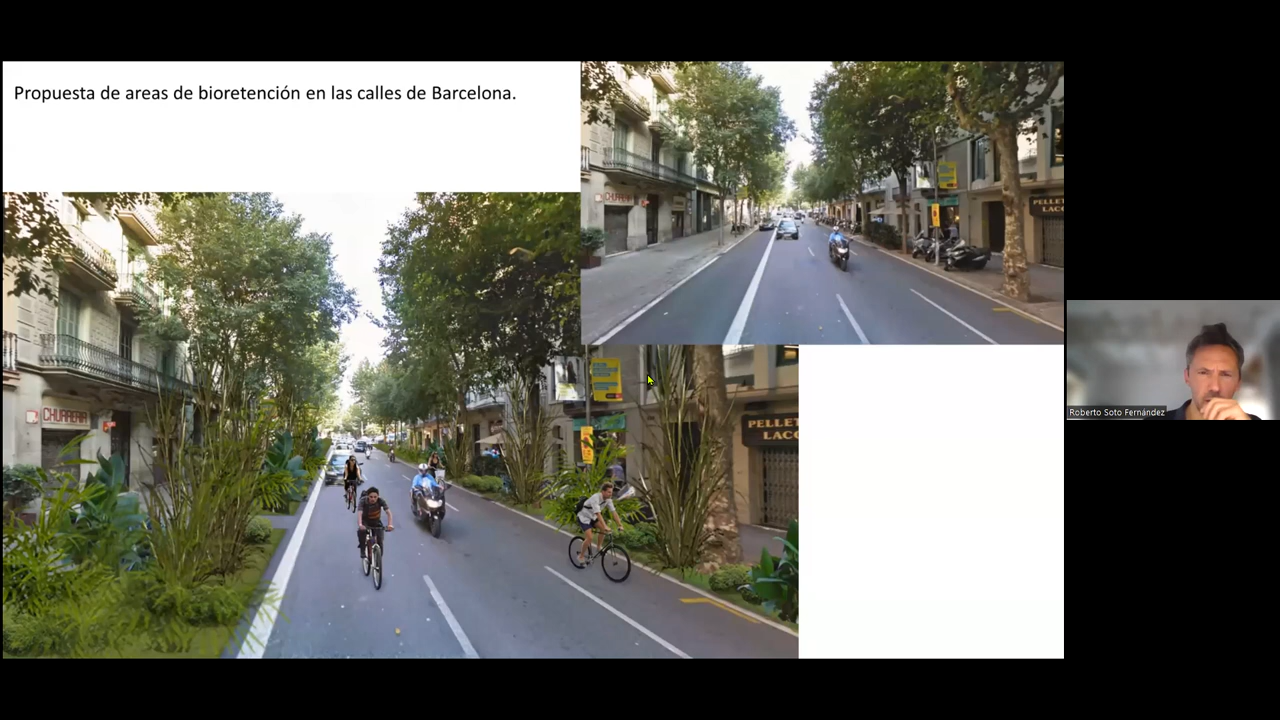 Propuesta de areas de bioretención en las calles de Barcelona.
CHURRERIA
PELLET
LACO
CHURRERIA
PELLET
LACO
Roberto Soto Fernández